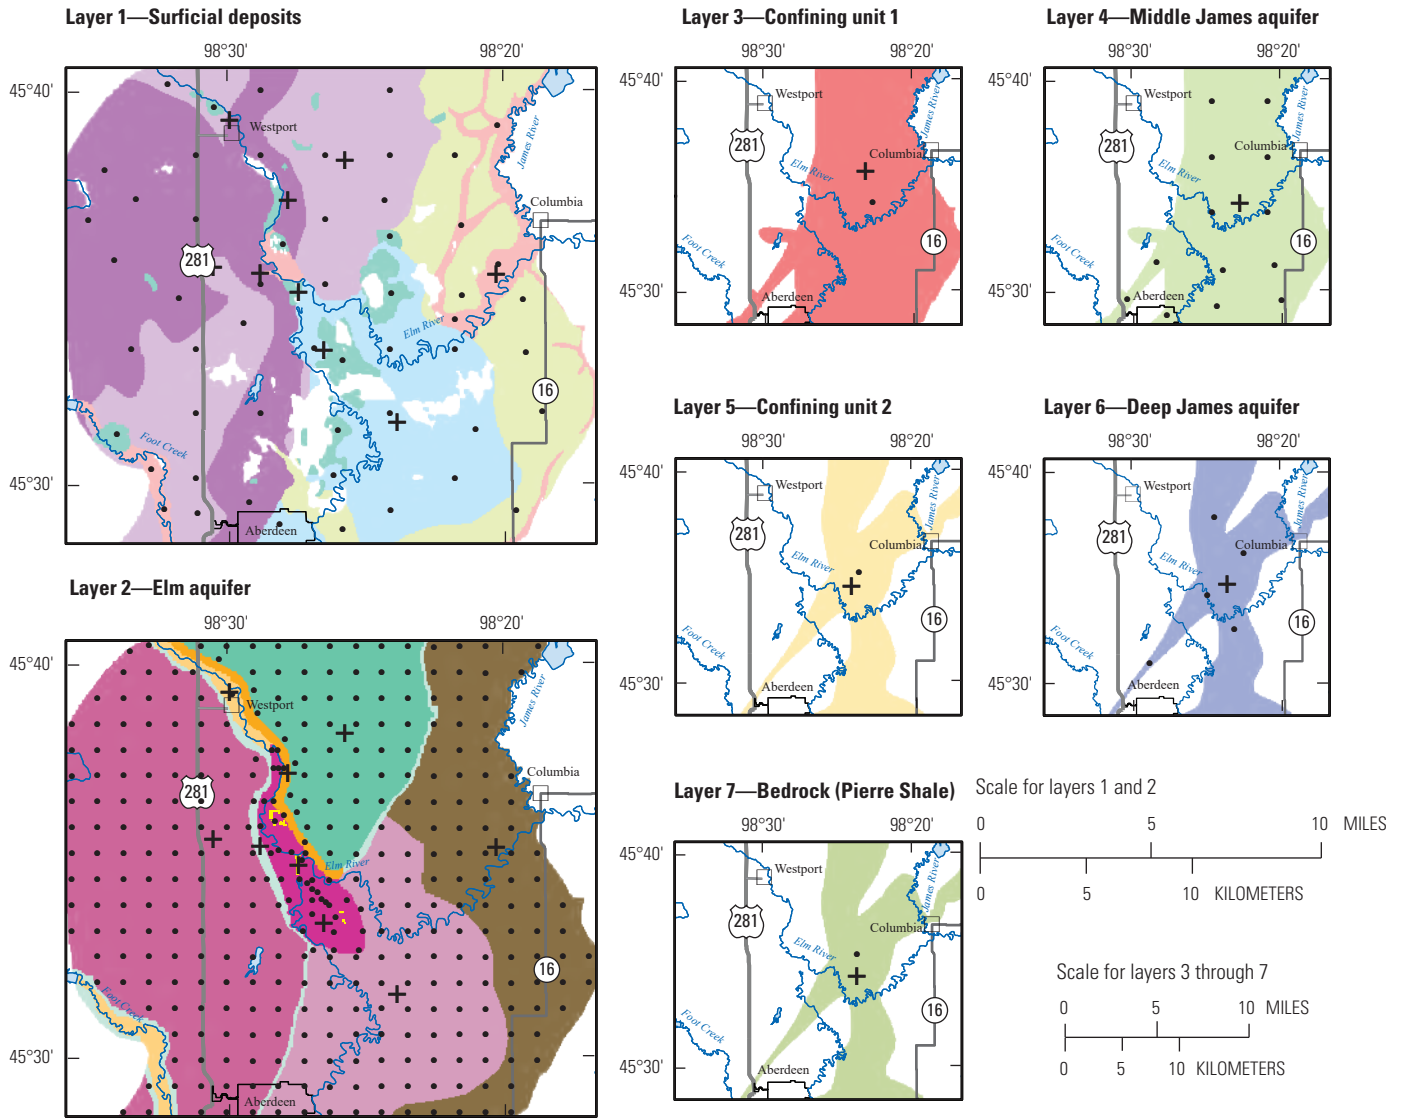 Layer 1—Surficial deposits
98°30'
98°20'
45°40'
45°30'
Westport
James River
Columbia
281
Elm River
16
Foot Creek
Aberdeen
Layer 2—Elm aquifer
98°30'
98°20'
45°40'
45°30'
Westport
James River
Columbia
281
Elm River
16
Foot Creek
Aberdeen
Layer 3—Confining unit 1
98°30'
98°20'
45°40'
45°30'
Westport
James River
281
Columbia
Elm River
16
Foot Creek
Aberdeen
Layer 4—Middle James aquifer
98°30'
98°20'
45°40'
45°30'
Westport
James River
281
Columbia
Elm River
16
Foot Creek
Aberdeen
Layer 5—Confining unit 2
98°30'
98°20'
45°40'
45°30'
Westport
James River
281
Columbia
Elm River
16
Foot Creek
Aberdeen
Layer 6—Deep James aquifer
98°30'
98°20'
45°40'
45°30'
Westport
James River
281
Columbia
Elm River
16
Foot Creek
Aberdeen
Layer 7—Bedrock (Pierre Shale)
98°30'
98°20'
45°40'
45°30'
Westport
James River
281
Columbia
Elm River
16
Foot Creek
Aberdeen
Scale for layers 1 and 2
0 5 10 MILES
0 5 10 KILOMETERS
Scale for layers 3 through 7
0 5 10 MILES
0 5 10 KILOMETERS